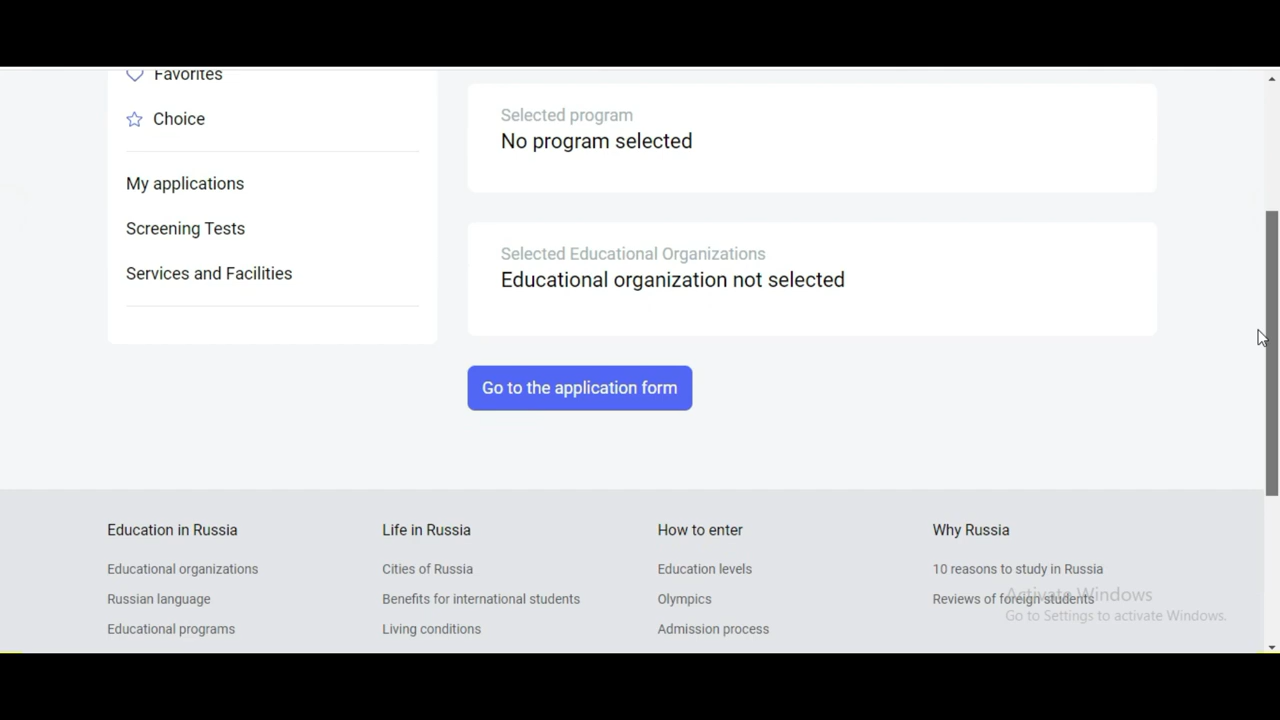 Favorites
Choice
My applications
Screening Tests
Services and Facilities
Selected program
No program selected
Selected Educational Organizations
Educational organization not selected
Go to the application form
Education in Russia
Educational organizations
Russian language
Educational programs
Life in Russia
Cities of Russia
Benefits for international students
Living conditions
How to enter
Education levels
Olympics
Admission process
Why Russia
10 reasons to study in Russia
Reviews of foreign students
Activate Windows
Go to Settings to activate Windows.